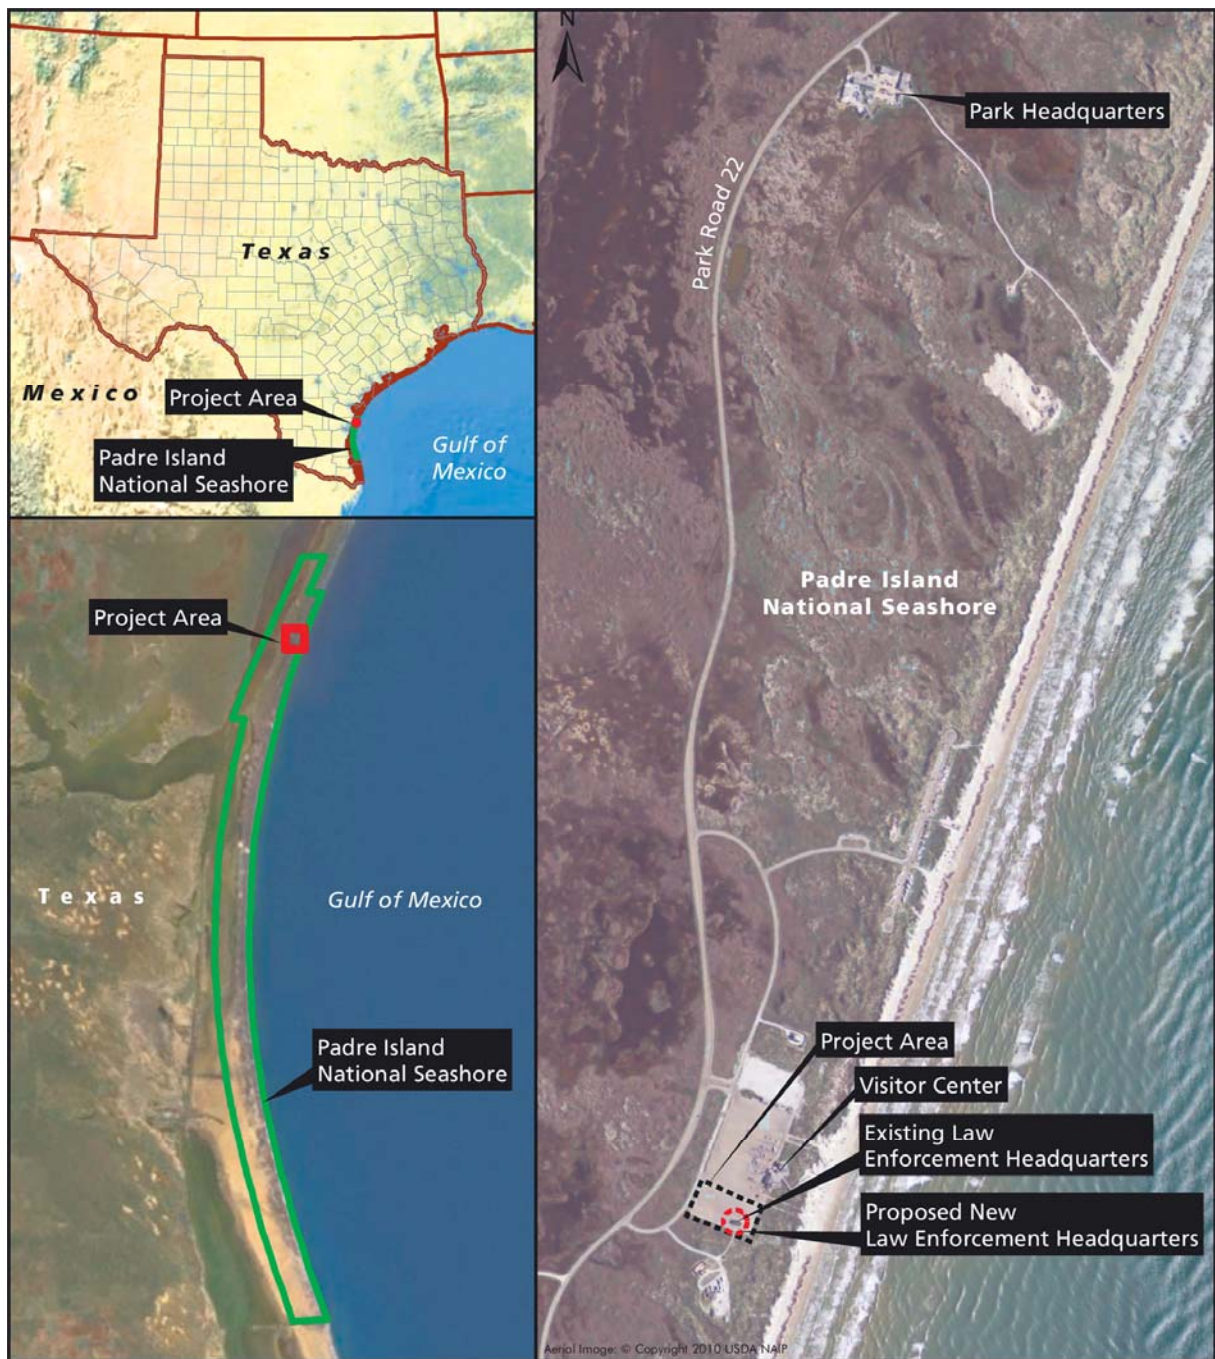 Texas
Mexico
Project Area
Padre Island
National Seashore
Gulf of
Mexico
Project Area
Texas
Gulf of Mexico
Padre Island
National Seashore
N
Park Headquarters
Park Road 22
Padre Island
National Seashore
Project Area
Visitor Center
Existing Law
Enforcement Headquarters
Proposed New
Law Enforcement Headquarters
Aerial Image: © Copyright 2010 USDA NAIP